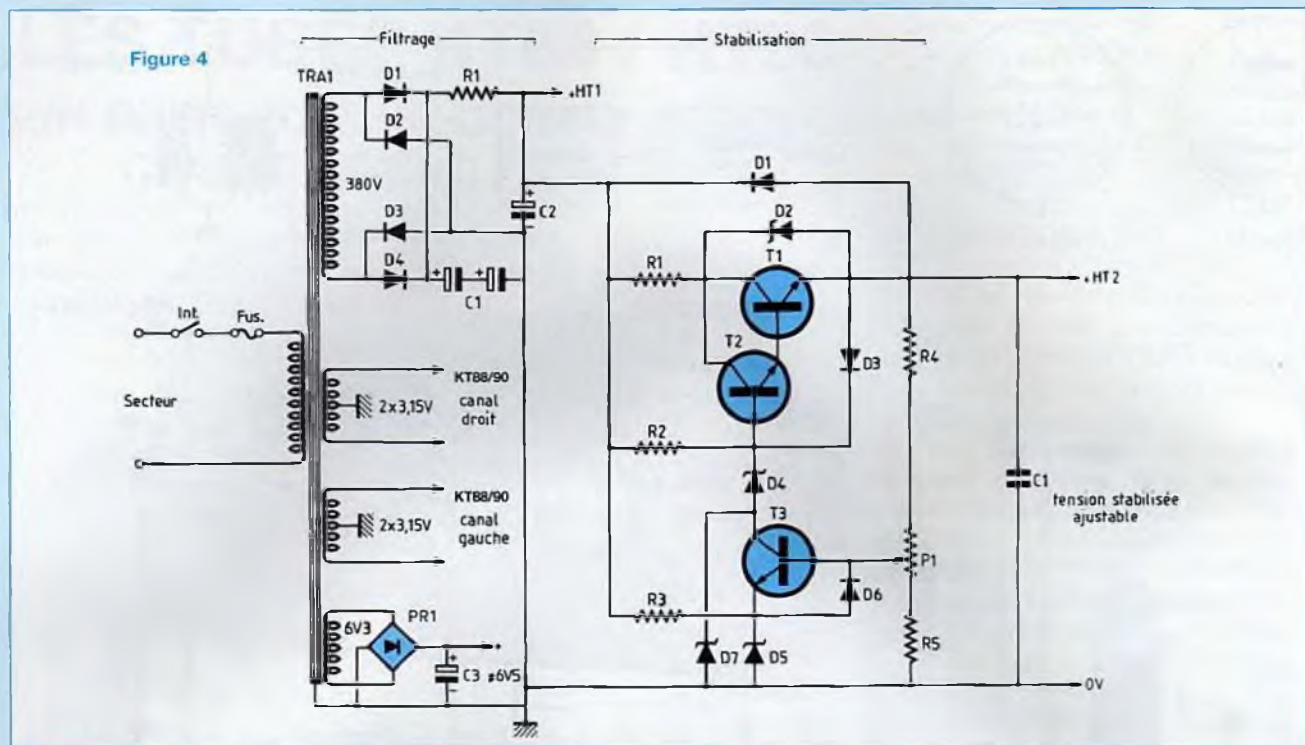 Figure 4
Filtrage
Stabilisation
TRA1
D1
R1
+HT1
D2
380V
D3
D4
C2
C1
Int.
Fus.
Secteur
2x3,15V
KT88/90
canal
droit
2x3,15V
KT88/90
canal
gauche
6V3
PR1
+
C3
≠6V5
D1
D2
R1
T1
+HT2
T2
D3
R4
R2
D4
T3
C1
tension stabilisée
ajustable
P1
R3
D6
D7
D5
R5
0V